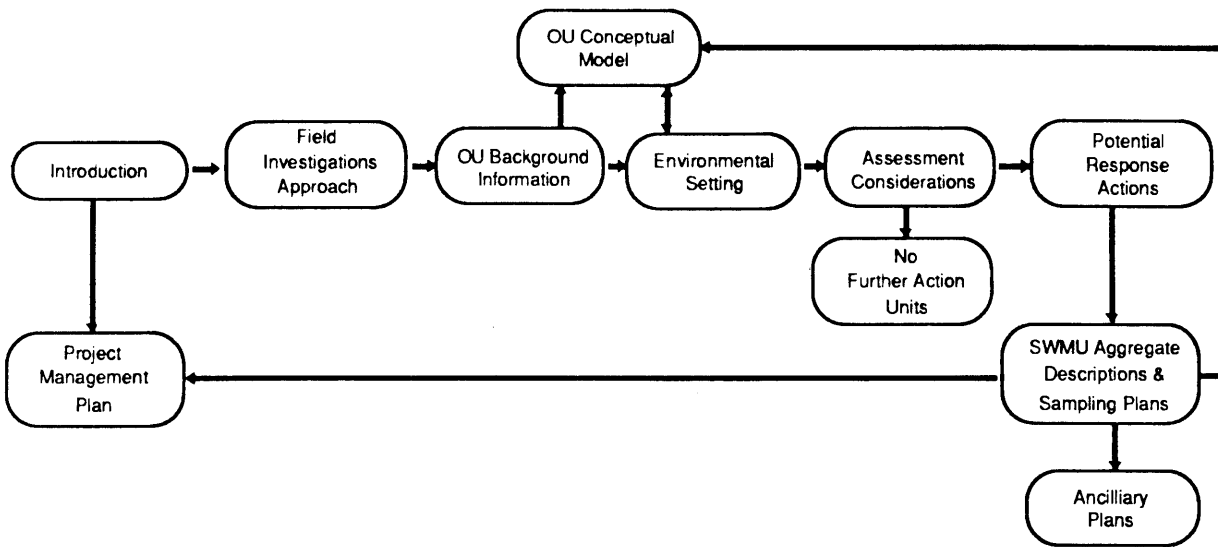 OU Conceptual
Model
Introduction
Field
Investigations
Approach
OU Background
Information
Environmental
Setting
Assessment
Considerations
Potential
Response
Actions
No
Further Action
Units
Project
Management
Plan
SWMU Aggregate
Descriptions &
Sampling Plans
Ancilliary
Plans